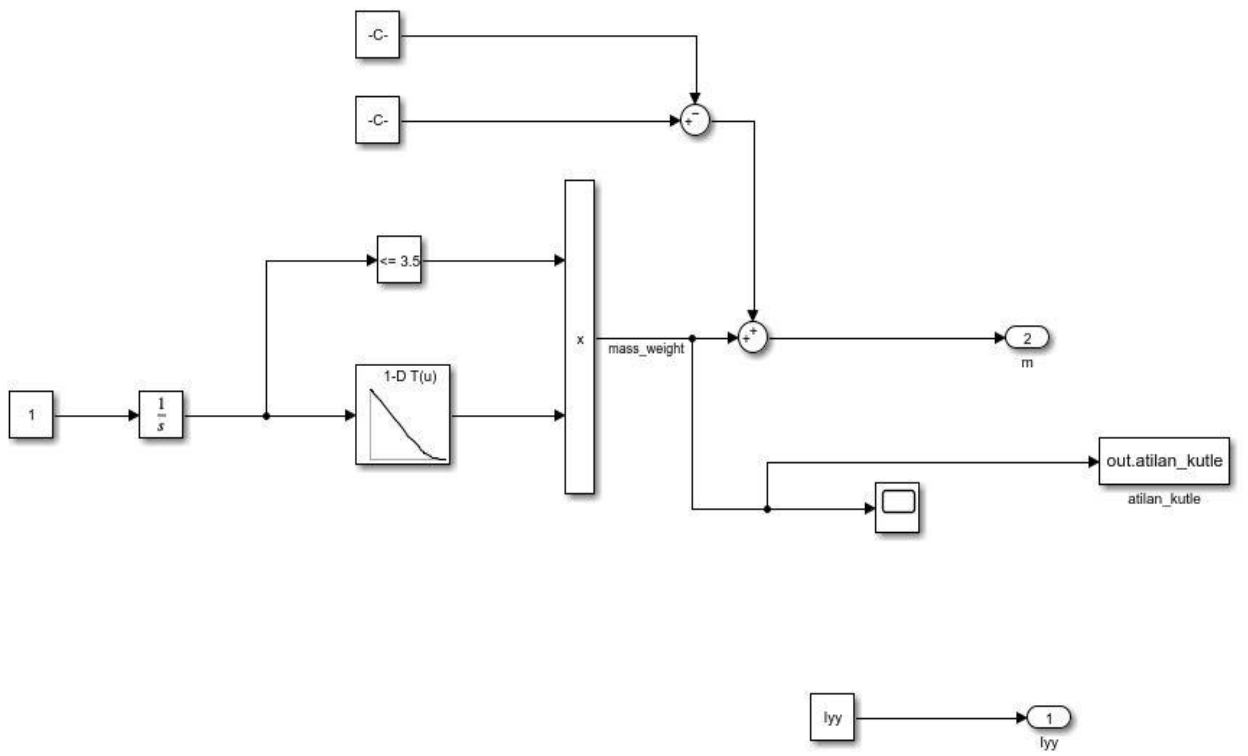 -C-
-C-
− +
<= 3.5
x
+ +
mass_weight
2
m
1-D T(u)
1
1
s
out.atilan_kutle
atilan_kutle
Iyy
1
Iyy